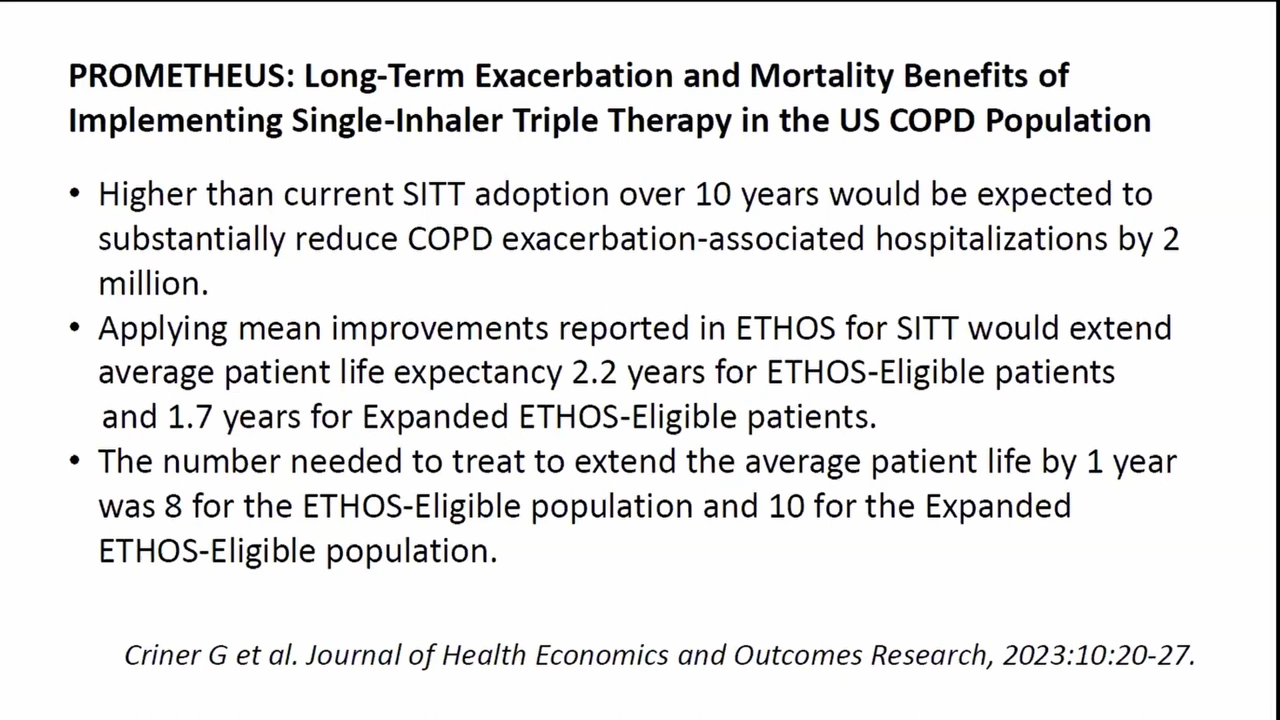 PROMETHEUS: Long-Term Exacerbation and Mortality Benefits of
Implementing Single-Inhaler Triple Therapy in the US COPD Population
• Higher than current SITT adoption over 10 years would be expected to
substantially reduce COPD exacerbation-associated hospitalizations by 2
million.
• Applying mean improvements reported in ETHOS for SITT would extend
average patient life expectancy 2.2 years for ETHOS-Eligible patients
and 1.7 years for Expanded ETHOS-Eligible patients.
• The number needed to treat to extend the average patient life by 1 year
was 8 for the ETHOS-Eligible population and 10 for the Expanded
ETHOS-Eligible population.
Criner G et al. Journal of Health Economics and Outcomes Research, 2023:10:20-27.